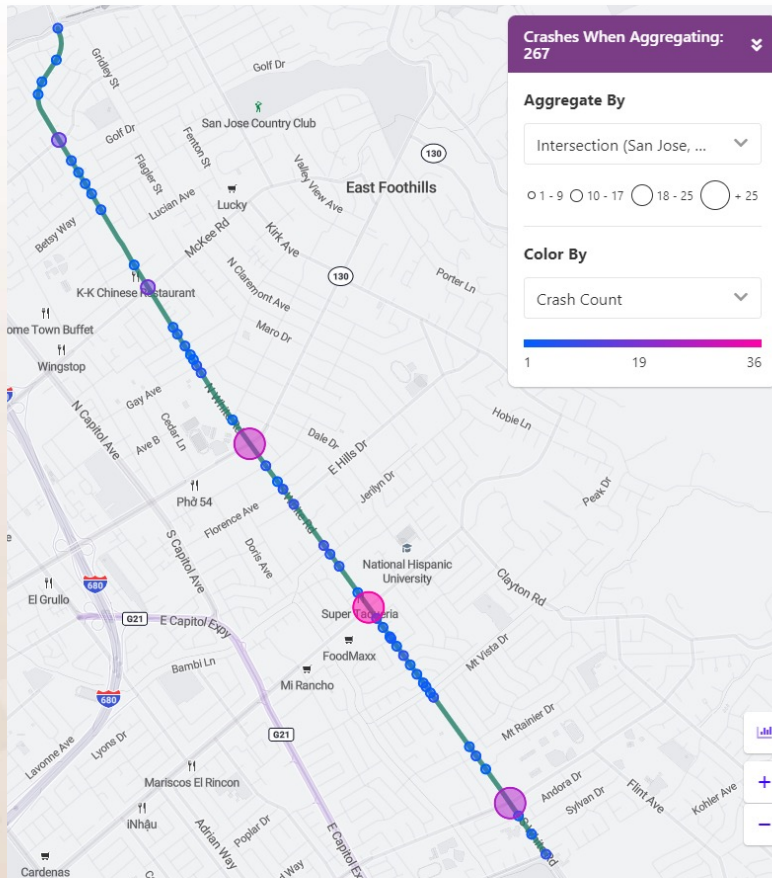 Crashes When Aggregating:
267
Aggregate By
Intersection (San Jose, ...
1 - 9
10 - 17
18 - 25
+ 25
Color By
Crash Count
1
19
36
Gridley St
Golf Dr
San Jose Country Club
Golf Dr
Fenton St
Flagler St
Valley View Ave
130
East Foothills
Lucky
Lucian Ave
McKee Rd
Kirk Ave
Betsy Way
130
Porter Ln
N Claremont Ave
K-K Chinese Restaurant
ome Town Buffet
Maro Dr
Wingstop
Gay Ave
N Capitol Ave
Cedar Ln
Ave B
Dale Dr
E Hills Dr
Hobie Ln
Phở 54
Jerilyn Dr
Peak Dr
Florence Ave
S Capitol Ave
Doris Ave
National Hispanic
University
680
El Grullo
Clayton Rd
G21
E Capitol Expy
Super Taqueria
FoodMaxx
Bambi Ln
Mt Vista Dr
Mi Rancho
680
Mt Rainier Dr
G21
Lavonne Ave
Lyons Dr
Mariscos El Rincon
Andora Dr
Sylvan Dr
Flint Ave
Kohler Ave
iNhậu
Poplar Dr
Adrian Way
E Capitol Ex
Cardenas
Way